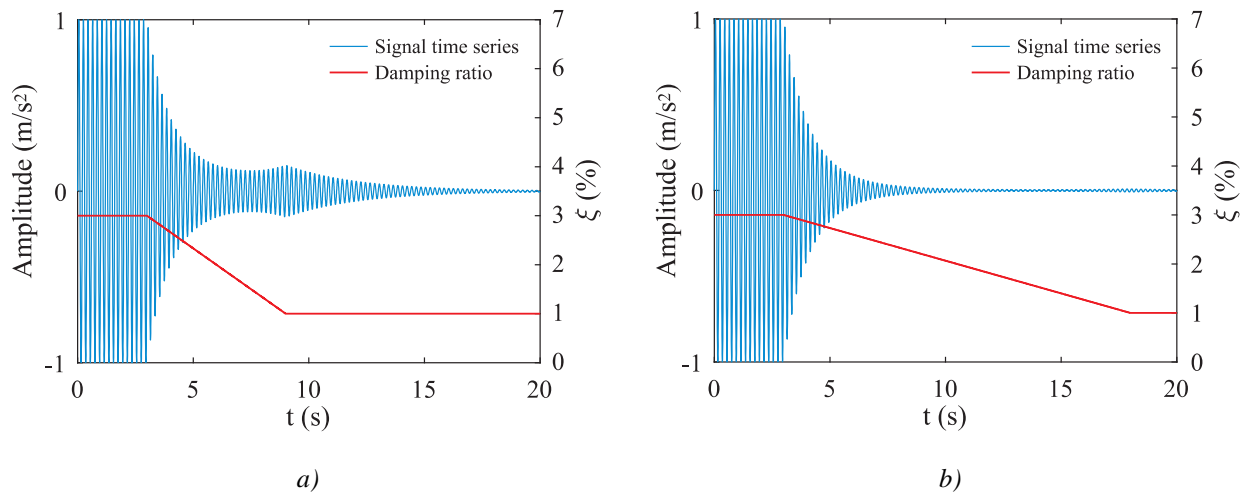 Amplitude (m/s²)
1
0
-1
Signal time series
Damping ratio
7
6
5
4
3
2
1
0
ξ (%)
0 5 10 15 20
t (s)
a)
Amplitude (m/s²)
1
0
-1
Signal time series
Damping ratio
7
6
5
4
3
2
1
0
ξ (%)
0 5 10 15 20
t (s)
b)